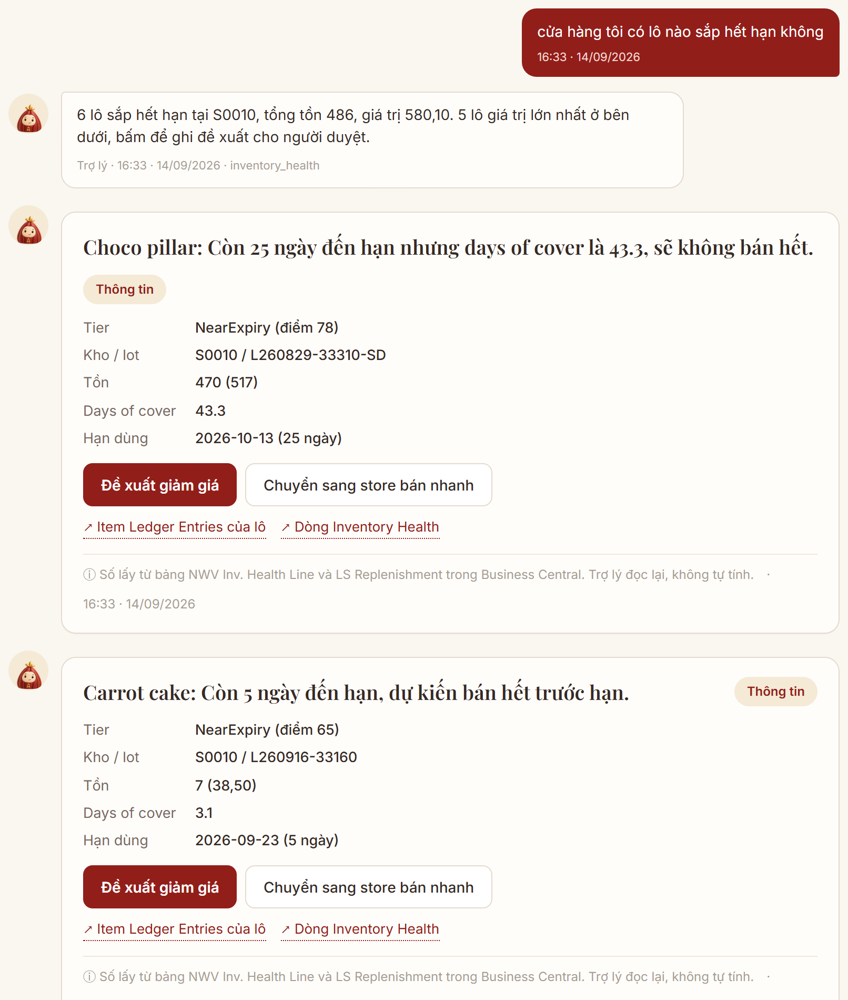 cửa hàng tôi có lô nào sắp hết hạn không
16:33 · 14/09/2026
6 lô sắp hết hạn tại S0010, tổng tồn 486, giá trị 580,10. 5 lô giá trị lớn nhất ở bên
dưới, bấm để ghi đề xuất cho người duyệt.
Trợ lý · 16:33 · 14/09/2026 · inventory_health
Choco pillar: Còn 25 ngày đến hạn nhưng days of cover là 43.3, sẽ không bán hết.
Thông tin
Tier NearExpiry (điểm 78)
Kho / lot S0010 / L260829-33310-SD
Tồn 470 (517)
Days of cover 43.3
Hạn dùng 2026-10-13 (25 ngày)
Đề xuất giảm giá Chuyển sang store bán nhanh
↗ Item Ledger Entries của lô ↗ Dòng Inventory Health
ⓘ Số lấy từ bảng NWV Inv. Health Line và LS Replenishment trong Business Central. Trợ lý đọc lại, không tự tính. ·
16:33 · 14/09/2026
Carrot cake: Còn 5 ngày đến hạn, dự kiến bán hết trước hạn. Thông tin
Tier NearExpiry (điểm 65)
Kho / lot S0010 / L260916-33160
Tồn 7 (38,50)
Days of cover 3.1
Hạn dùng 2026-09-23 (5 ngày)
Đề xuất giảm giá Chuyển sang store bán nhanh
↗ Item Ledger Entries của lô ↗ Dòng Inventory Health
ⓘ Số lấy từ bảng NWV Inv. Health Line và LS Replenishment trong Business Central. Trợ lý đọc lại, không tự tính. ·